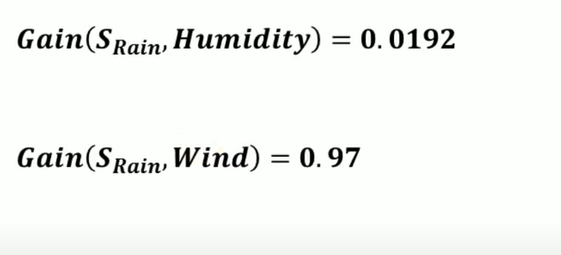 Gain(S_Rain, Humidity) = 0.0192
Gain(S_Rain, Wind) = 0.97